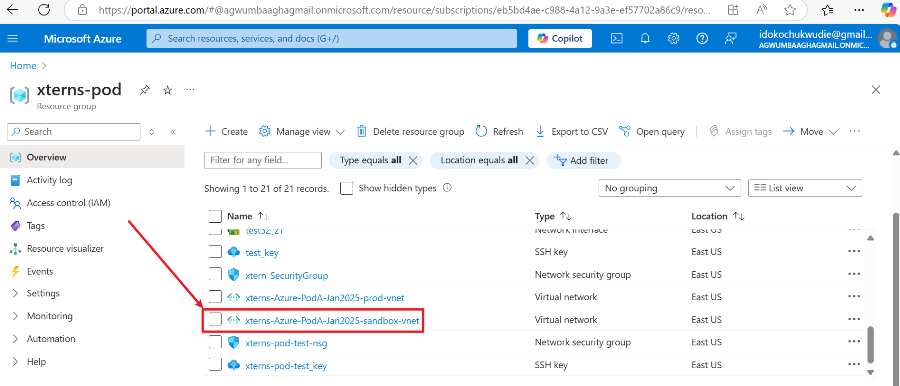 https://portal.azure.com/#@agwumbaaghagmail.onmicrosoft.com/resource/subscriptions/eb5bd4ae-c988-4a12-9a3e-ef57702a86c9/reso...
Microsoft Azure
Search resources, services, and docs (G+/)
Copilot
idokochukwudie@gmail....
AGWUMBAAGHAGMAIL.ONMIC...
Home
xterns-pod
Resource group
Search
Create
Manage view
Delete resource group
Refresh
Export to CSV
Open query
Assign tags
Move
Overview
Activity log
Access control (IAM)
Tags
Resource visualizer
Events
Settings
Monitoring
Automation
Help
Filter for any field...
Type equals all
Location equals all
Add filter
Showing 1 to 21 of 21 records.
Show hidden types
No grouping
List view
Name
Type
Location
test52_21 Network interface East US
test_key SSH key East US
xtern_SecurityGroup Network security group East US
xterns-Azure-PodA-Jan2025-prod-vnet Virtual network East US
xterns-Azure-PodA-Jan2025-sandbox-vnet Virtual network East US
xterns-pod-test-nsg Network security group East US
xterns-pod-test_key SSH key East US